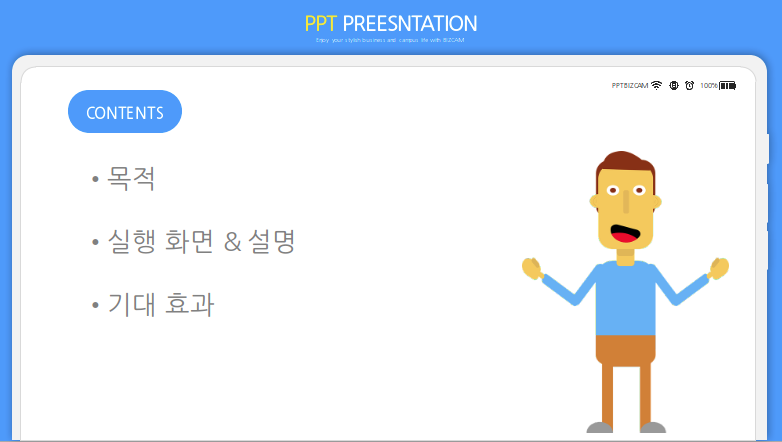 PPT PREESNTATION
Enjoy your stylish business and campus life with BIZCAM
PPTBIZCAM 100%
CONTENTS
• 목적
• 실행 화면 & 설명
• 기대 효과